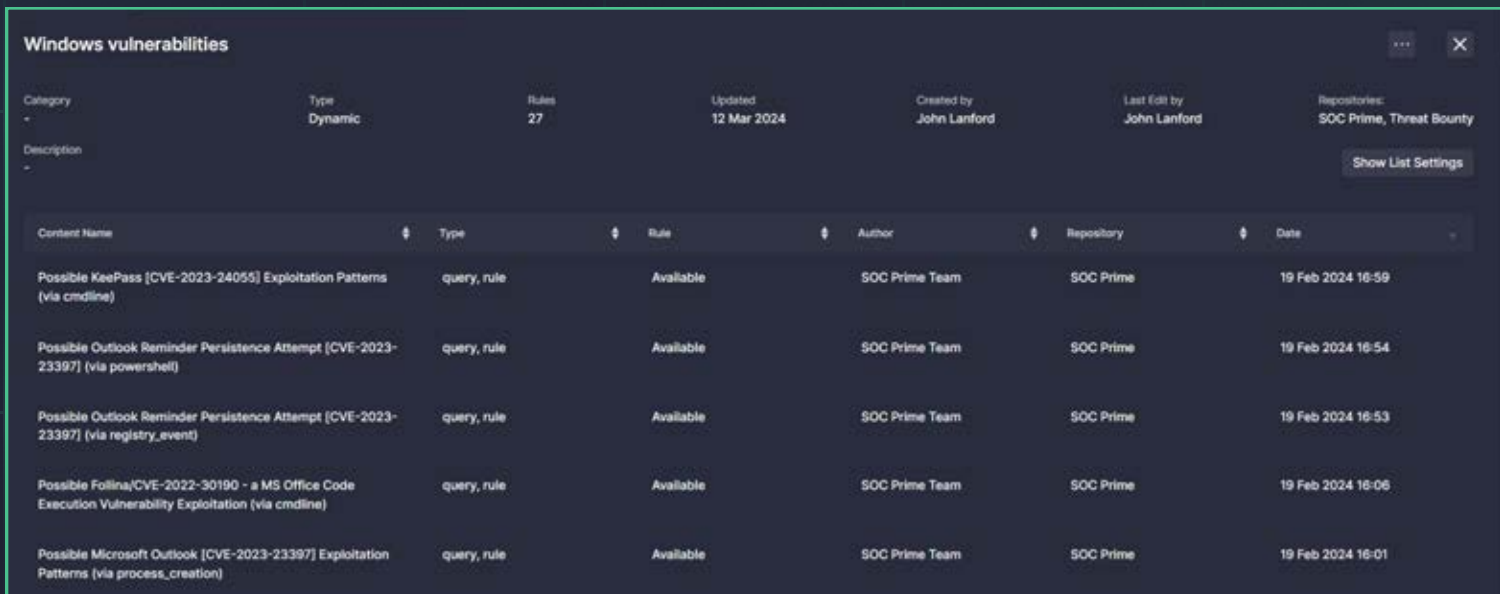 Windows vulnerabilities
Category Type Rules Updated Created by Last Edit by Repositories:
- Dynamic 27 12 Mar 2024 John Lanford John Lanford SOC Prime, Threat Bounty
Description
-
Show List Settings
Content Name Type Rule Author Repository Date
Possible KeePass [CVE-2023-24055] Exploitation Patterns query, rule Available SOC Prime Team SOC Prime 19 Feb 2024 16:59
(via cmdline)
Possible Outlook Reminder Persistence Attempt [CVE-2023- query, rule Available SOC Prime Team SOC Prime 19 Feb 2024 16:54
23397] (via powershell)
Possible Outlook Reminder Persistence Attempt [CVE-2023- query, rule Available SOC Prime Team SOC Prime 19 Feb 2024 16:53
23397] (via registry_event)
Possible Follina/CVE-2022-30190 - a MS Office Code query, rule Available SOC Prime Team SOC Prime 19 Feb 2024 16:06
Execution Vulnerability Exploitation (via cmdline)
Possible Microsoft Outlook [CVE-2023-23397] Exploitation query, rule Available SOC Prime Team SOC Prime 19 Feb 2024 16:01
Patterns (via process_creation)